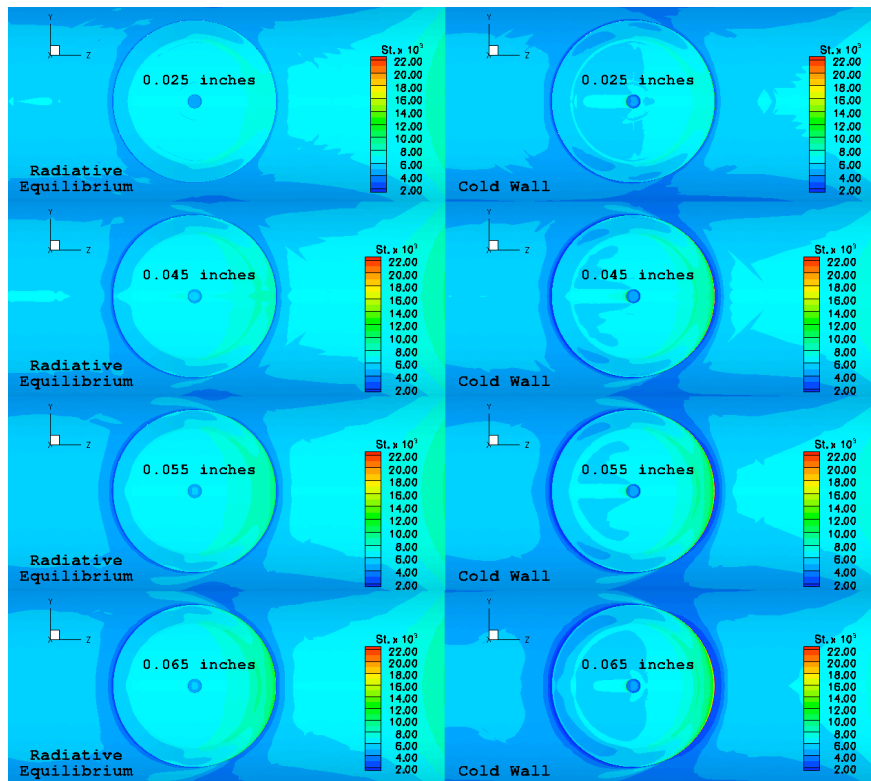 Y
X Z
0.025 inches
Radiative
Equilibrium
St. x 10³
22.00
20.00
18.00
16.00
14.00
12.00
10.00
8.00
6.00
4.00
2.00
Y
X Z
0.025 inches
Cold Wall
St. x 10³
22.00
20.00
18.00
16.00
14.00
12.00
10.00
8.00
6.00
4.00
2.00
Y
X Z
0.045 inches
Radiative
Equilibrium
St. x 10³
22.00
20.00
18.00
16.00
14.00
12.00
10.00
8.00
6.00
4.00
2.00
Y
X Z
0.045 inches
Cold Wall
St. x 10³
22.00
20.00
18.00
16.00
14.00
12.00
10.00
8.00
6.00
4.00
2.00
Y
X Z
0.055 inches
Radiative
Equilibrium
St. x 10³
22.00
20.00
18.00
16.00
14.00
12.00
10.00
8.00
6.00
4.00
2.00
Y
X Z
0.055 inches
Cold Wall
St. x 10³
22.00
20.00
18.00
16.00
14.00
12.00
10.00
8.00
6.00
4.00
2.00
Y
X Z
0.065 inches
Radiative
Equilibrium
St. x 10³
22.00
20.00
18.00
16.00
14.00
12.00
10.00
8.00
6.00
4.00
2.00
Y
X Z
0.065 inches
Cold Wall
St. x 10³
22.00
20.00
18.00
16.00
14.00
12.00
10.00
8.00
6.00
4.00
2.00